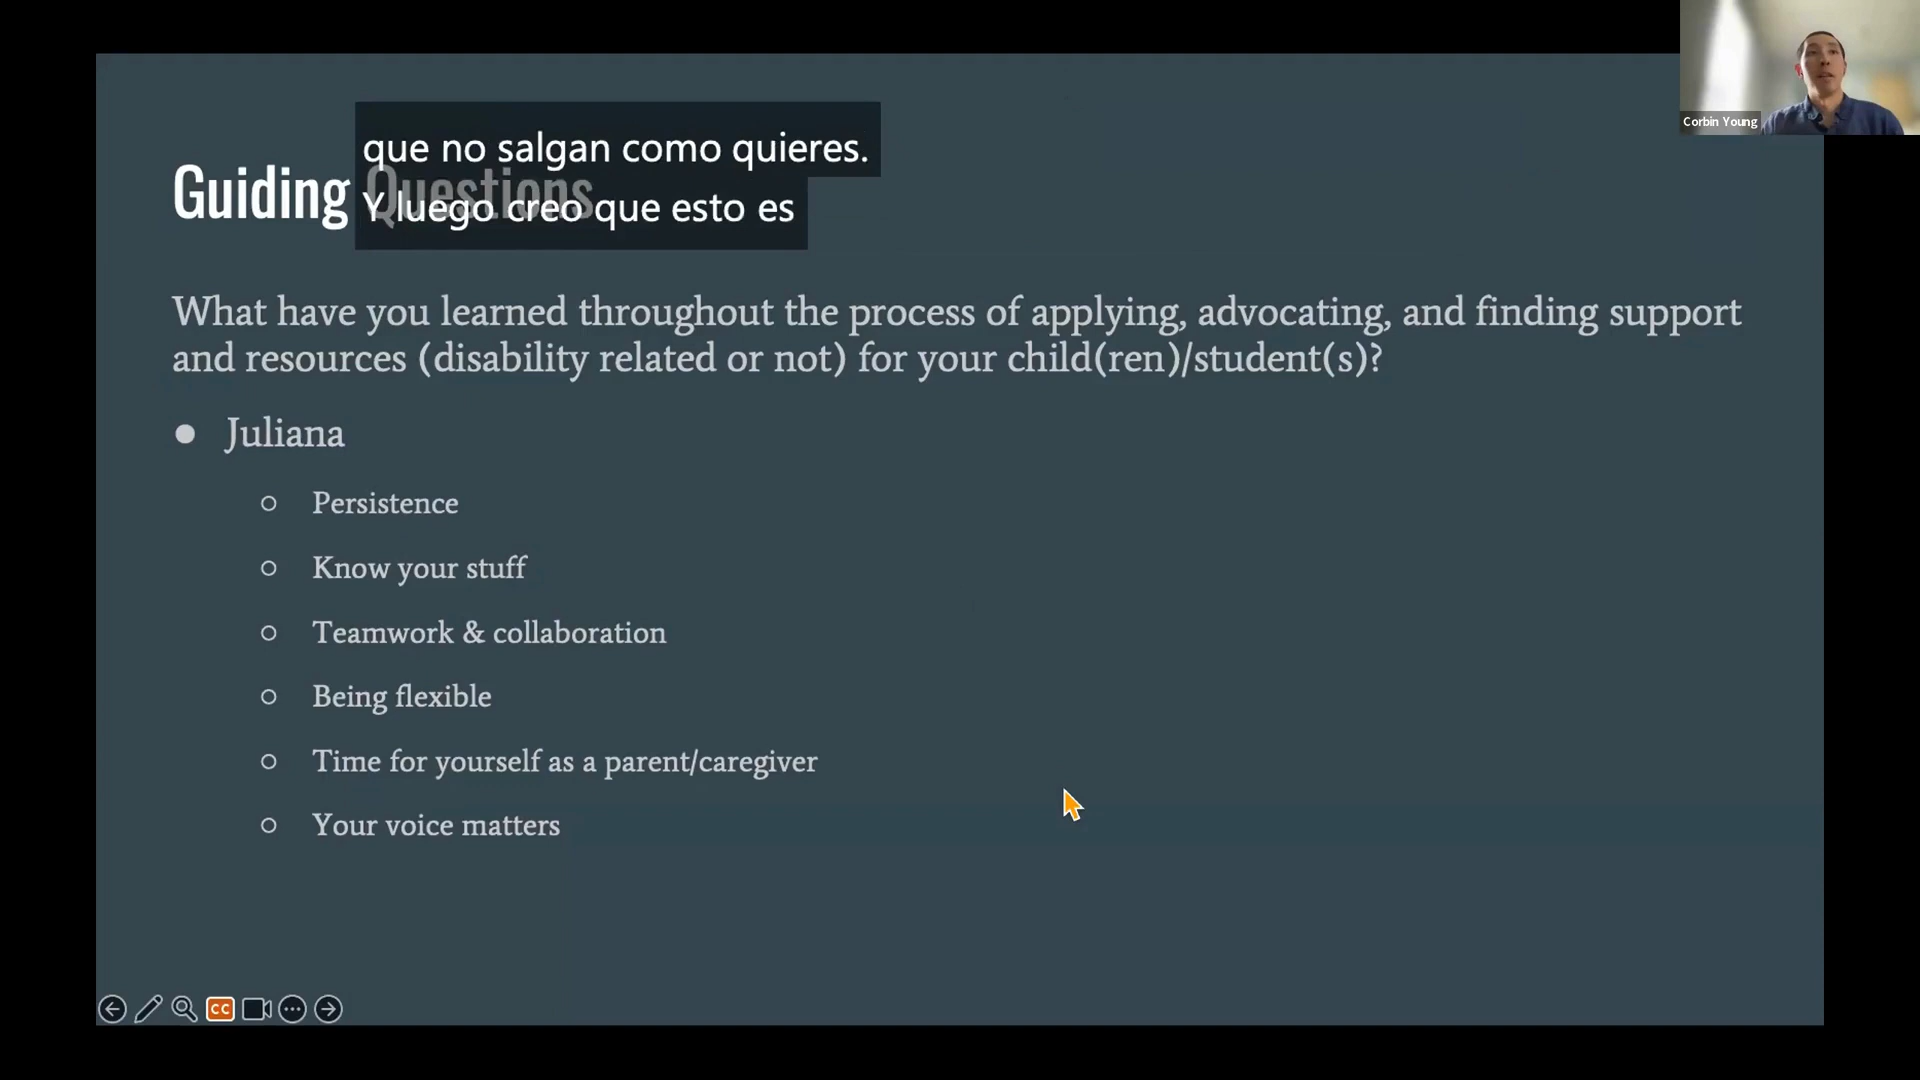 Corbin Young
que no salgan como quieres.
Guiding Questions
Y luego creo que esto es
What have you learned throughout the process of applying, advocating, and finding support
and resources (disability related or not) for your child(ren)/student(s)?
● Juliana
○ Persistence
○ Know your stuff
○ Teamwork & collaboration
○ Being flexible
○ Time for yourself as a parent/caregiver
○ Your voice matters
CC